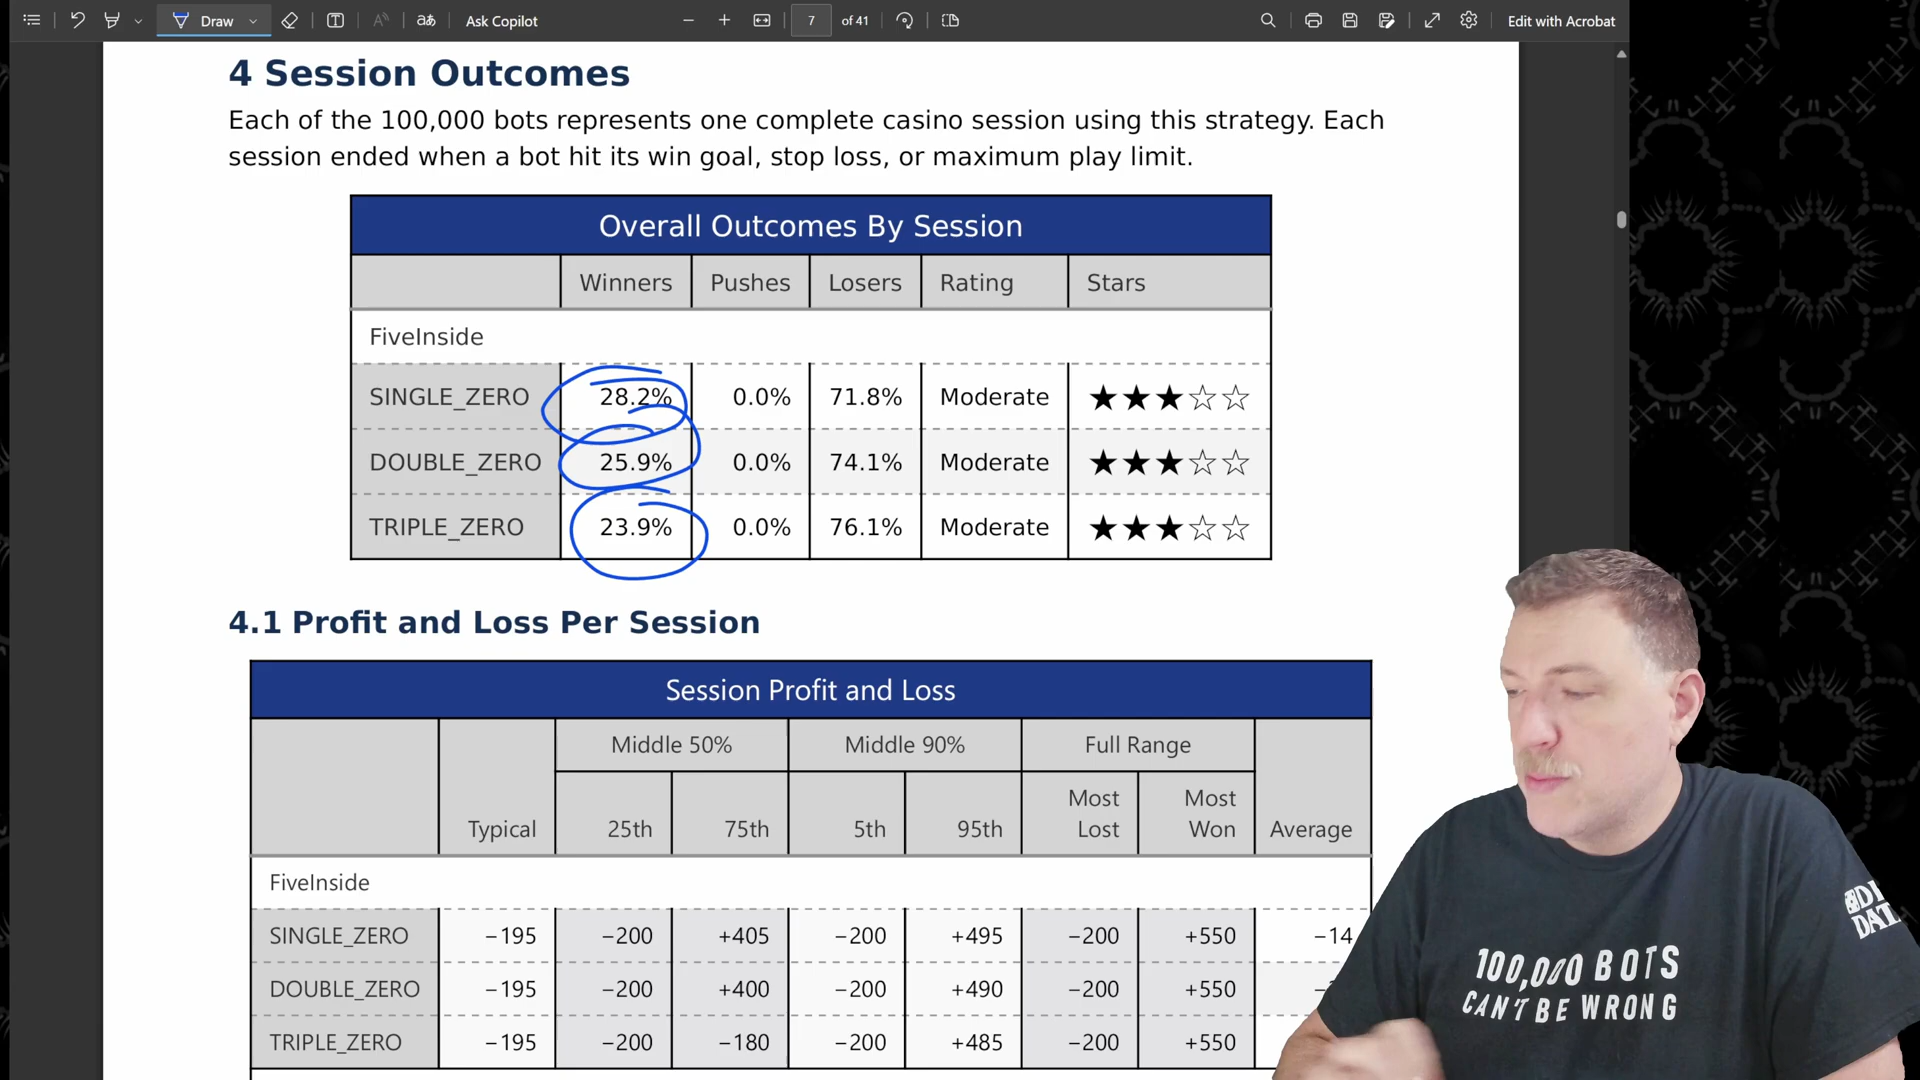 Draw
aあ
Ask Copilot
7
of 41
Edit with Acrobat
4 Session Outcomes
Each of the 100,000 bots represents one complete casino session using this strategy. Each
session ended when a bot hit its win goal, stop loss, or maximum play limit.
Overall Outcomes By Session
Winners Pushes Losers Rating Stars
FiveInside
SINGLE_ZERO 28.2% 0.0% 71.8% Moderate ★★★☆☆
DOUBLE_ZERO 25.9% 0.0% 74.1% Moderate ★★★☆☆
TRIPLE_ZERO 23.9% 0.0% 76.1% Moderate ★★★☆☆
4.1 Profit and Loss Per Session
Session Profit and Loss
Middle 50% Middle 90% Full Range
Most Most
Typical 25th 75th 5th 95th Lost Won Average
FiveInside
SINGLE_ZERO −195 −200 +405 −200 +495 −200 +550 −14
DOUBLE_ZERO −195 −200 +400 −200 +490 −200 +550
TRIPLE_ZERO −195 −200 −180 −200 +485 −200 +550
100,000 BOTS
CAN'T BE WRONG